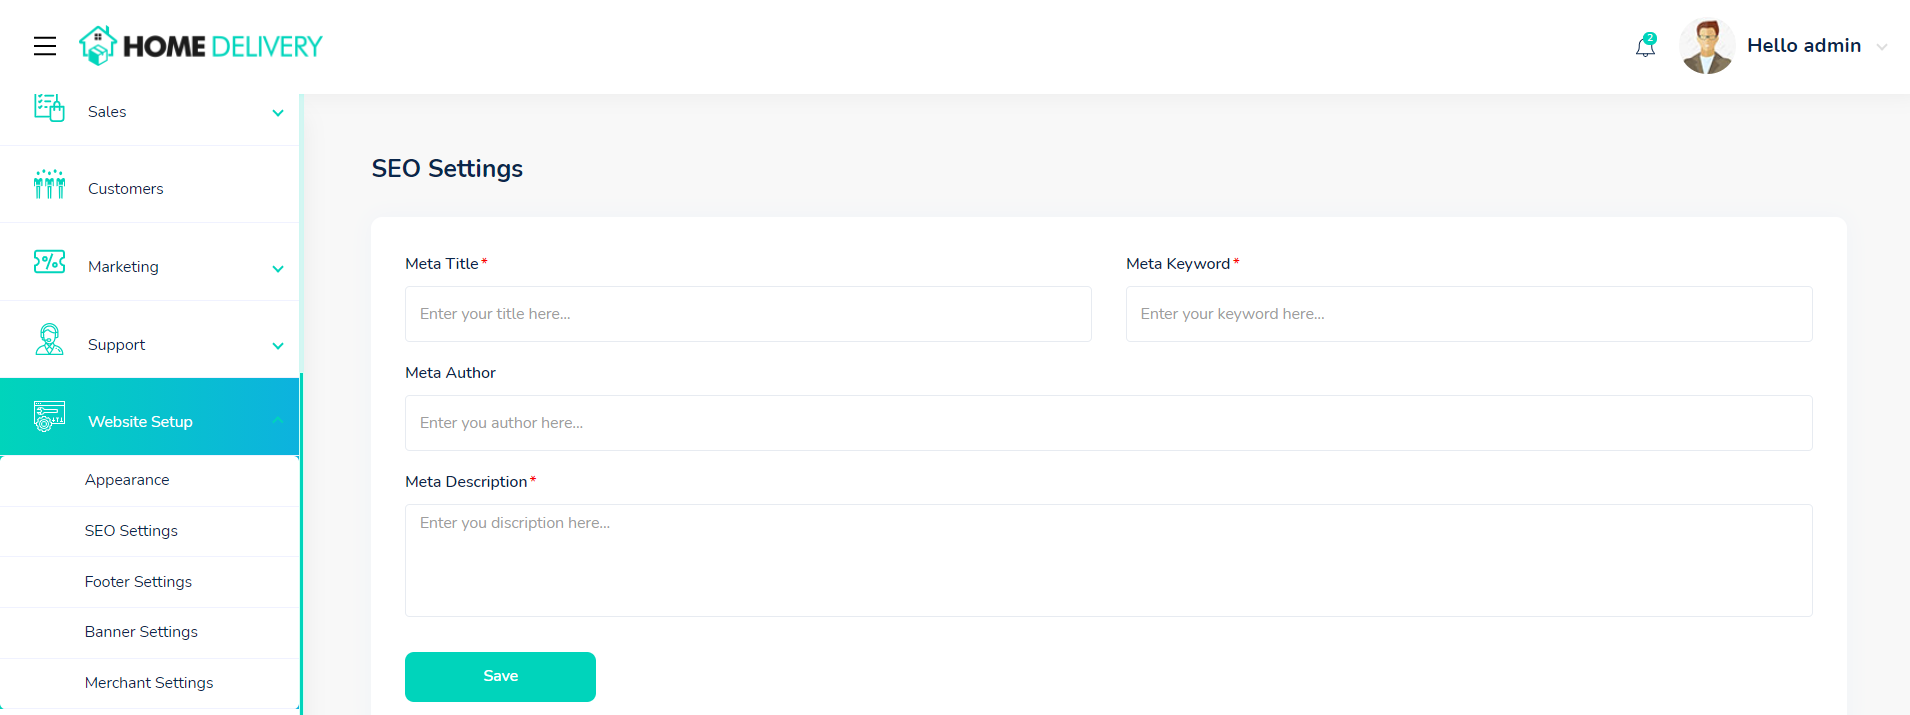 HOME DELIVERY
2
Hello admin
Sales
Customers
Marketing
Support
Website Setup
Appearance
SEO Settings
Footer Settings
Banner Settings
Merchant Settings
SEO Settings
Meta Title*
Meta Keyword*
Enter your title here...
Enter your keyword here...
Meta Author
Enter you author here...
Meta Description*
Enter you discription here...
Save